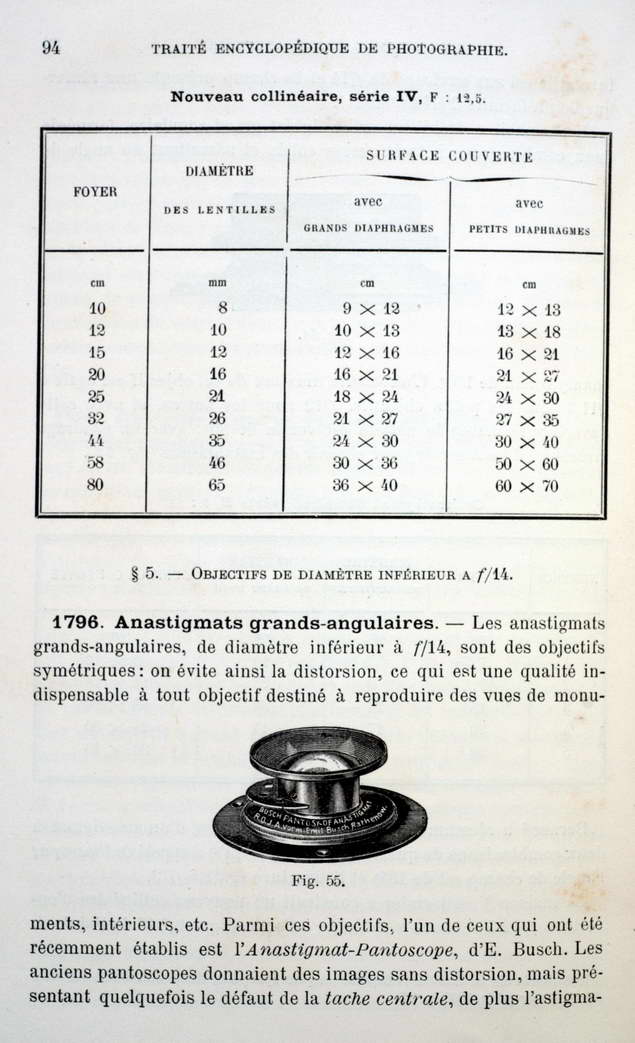 94 TRAITÉ ENCYCLOPÉDIQUE DE PHOTOGRAPHIE.
Nouveau collinéaire, série IV, F : 12,5.
FOYER DIAMÈTRE DES LENTILLES SURFACE COUVERTE
avec GRANDS DIAPHRAGMES avec PETITS DIAPHRAGMES
cm mm cm cm
10 8 9 × 12 12 × 13
12 10 10 × 13 13 × 18
15 12 12 × 16 16 × 21
20 16 16 × 21 21 × 27
25 21 18 × 24 24 × 30
32 26 21 × 27 27 × 35
44 35 24 × 30 30 × 40
58 46 30 × 36 50 × 60
80 65 36 × 40 60 × 70
§ 5. — OBJECTIFS DE DIAMÈTRE INFÉRIEUR A f/14.
1796. Anastigmats grands-angulaires. — Les anastigmats
grands-angulaires, de diamètre inférieur à f/14, sont des objectifs
symétriques : on évite ainsi la distorsion, ce qui est une qualité in-
dispensable à tout objectif destiné à reproduire des vues de monu-
BUSCH PANTOSKOP ANASTIGMAT
R.O.J.A. Vorm. Emil Busch Rathenow.
Fig. 55.
ments, intérieurs, etc. Parmi ces objectifs, l'un de ceux qui ont été
récemment établis est l'Anastigmat-Pantoscope, d'E. Busch. Les
anciens pantoscopes donnaient des images sans distorsion, mais pré-
sentant quelquefois le défaut de la tache centrale, de plus l'astigma-